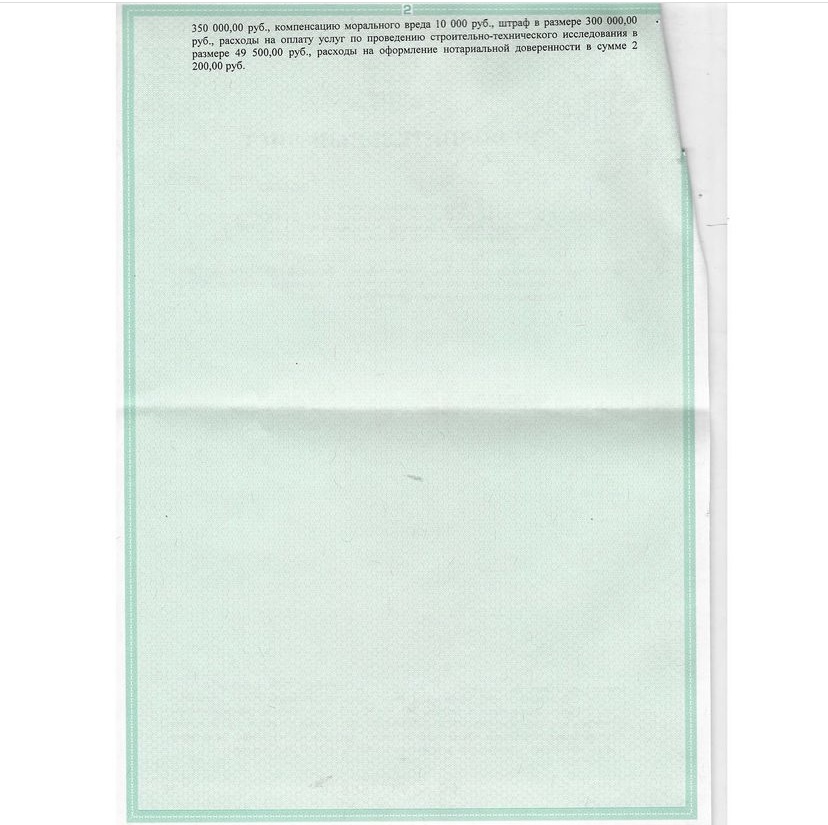 2
350 000,00 руб., компенсацию морального вреда 10 000 руб., штраф в размере 300 000,00
руб., расходы на оплату услуг по проведению строительно-технического исследования в
размере 49 500,00 руб., расходы на оформление нотариальной доверенности в сумме 2
200,00 руб.